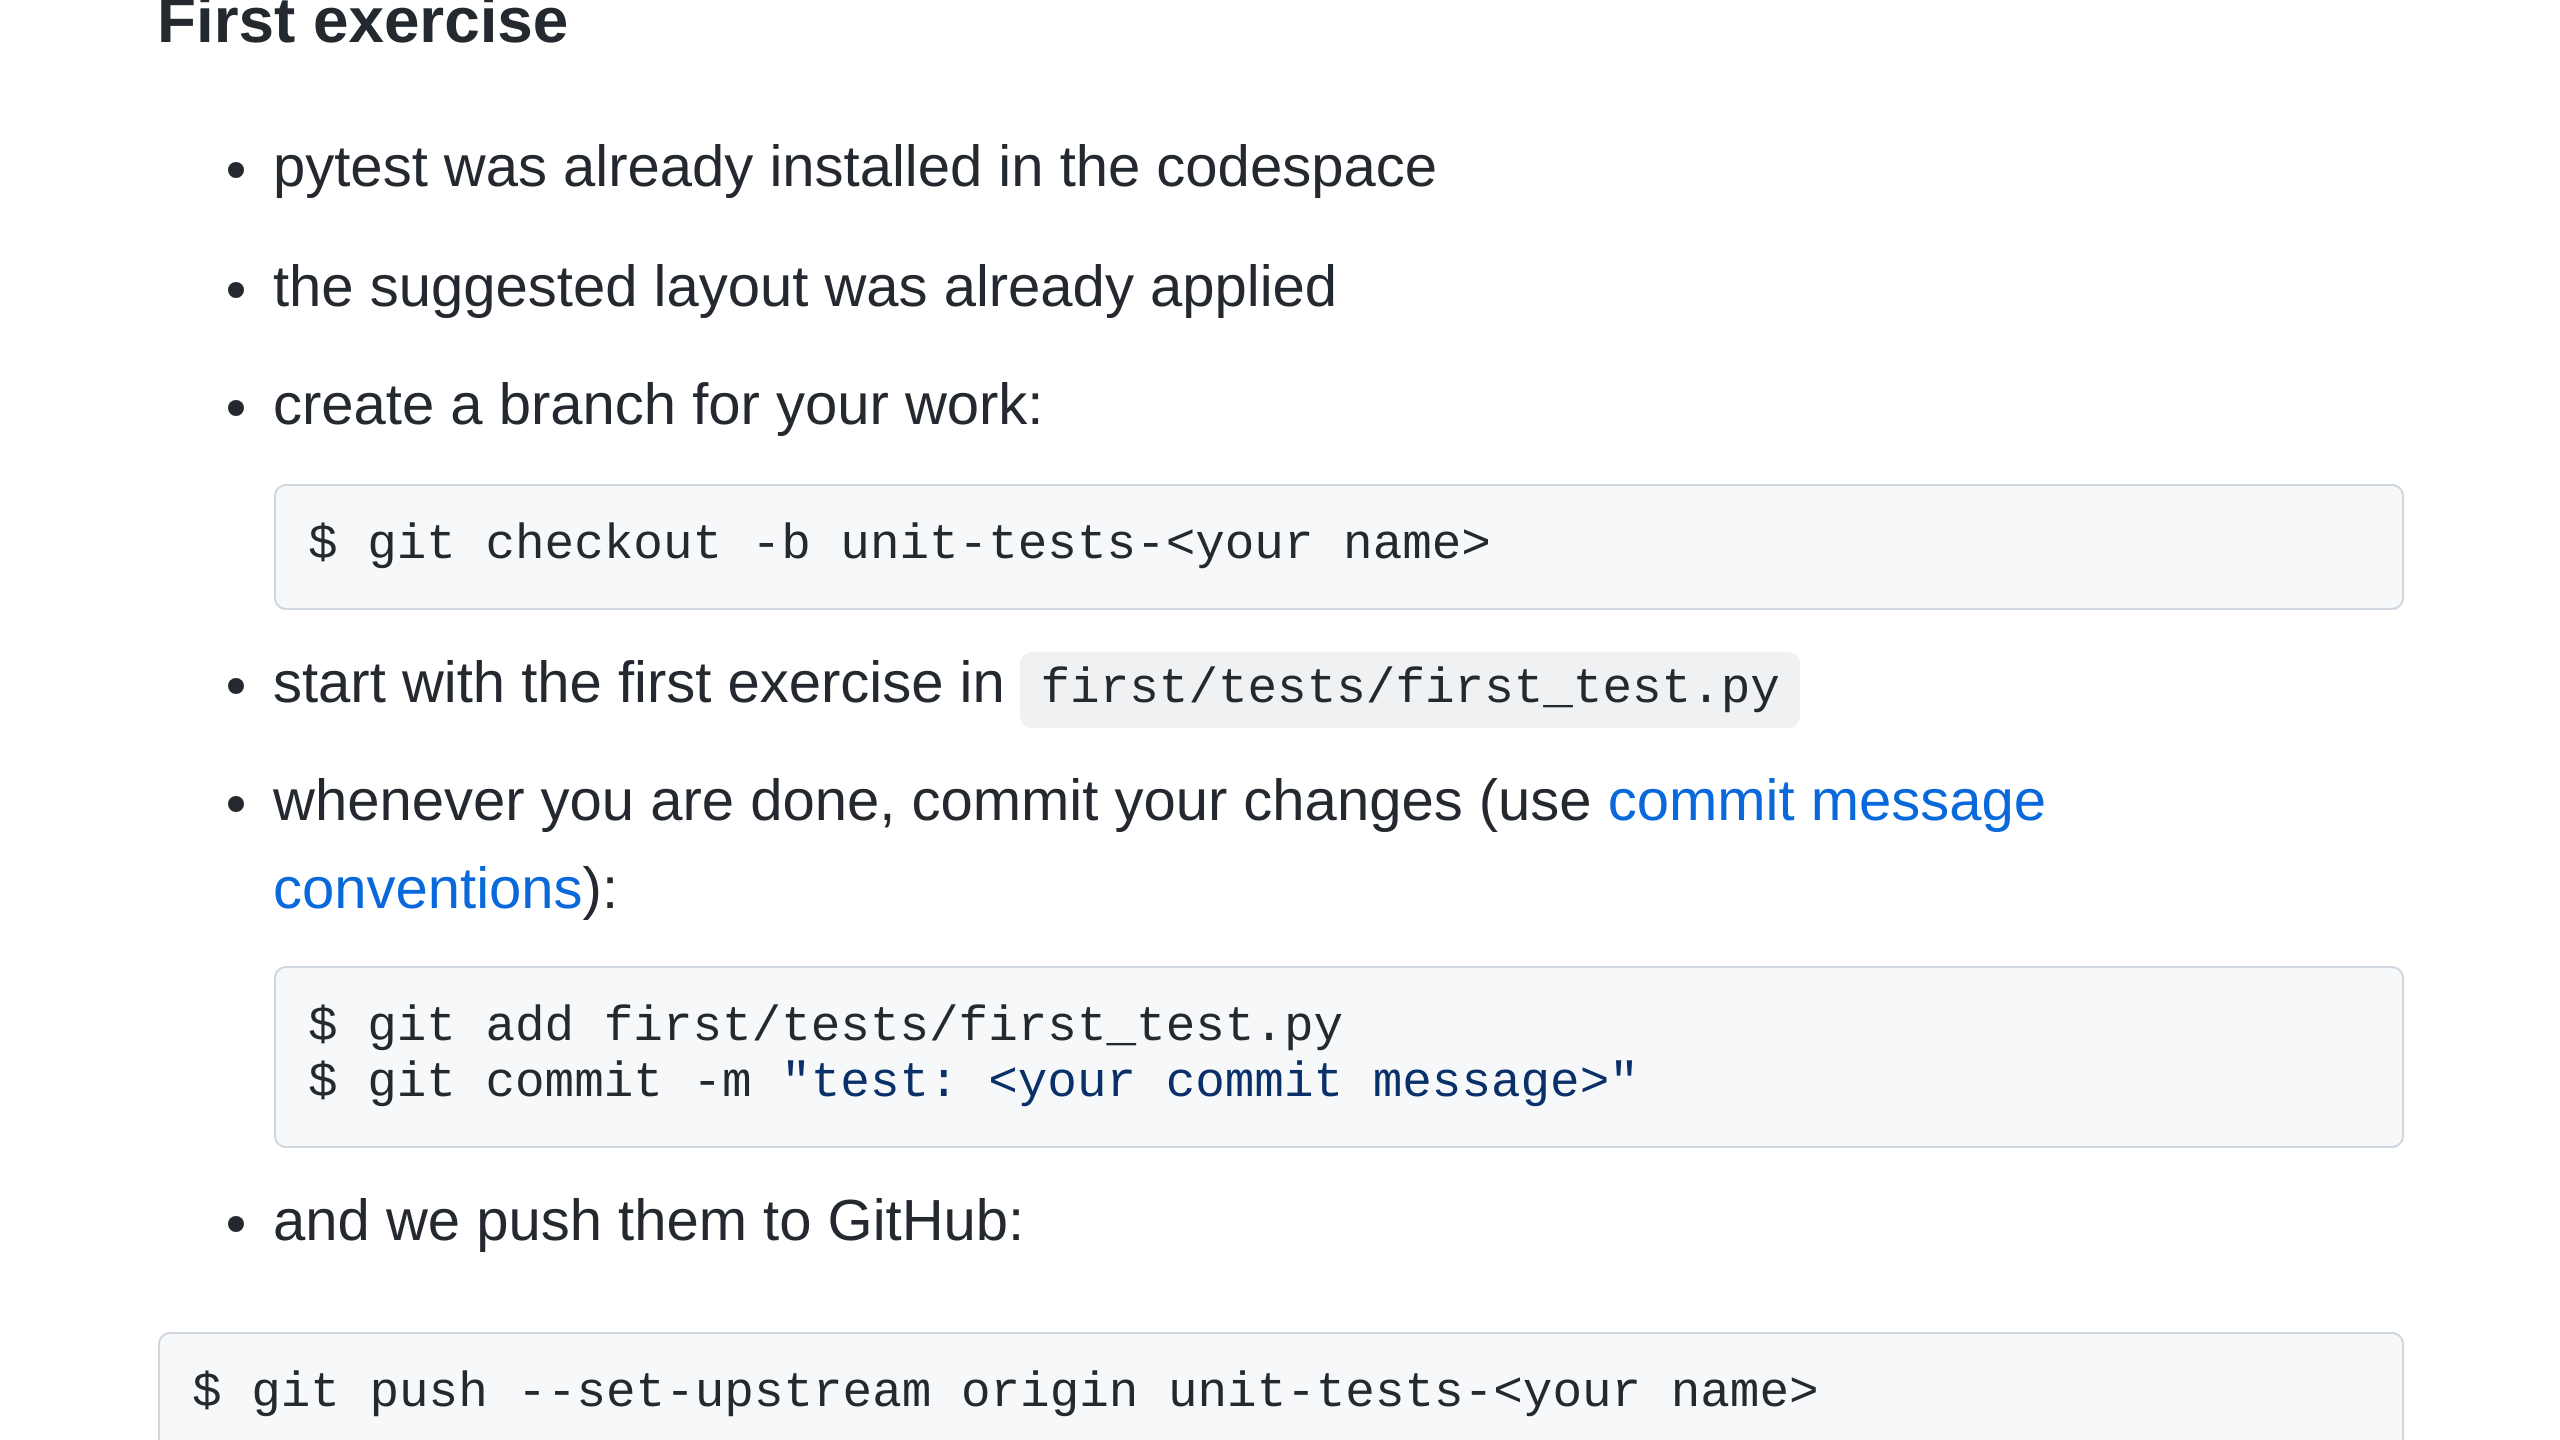 First exercise
pytest was already installed in the codespace
the suggested layout was already applied
create a branch for your work:
$ git checkout -b unit-tests-<your name>
start with the first exercise in first/tests/first_test.py
whenever you are done, commit your changes (use commit message
conventions):
$ git add first/tests/first_test.py
$ git commit -m "test: <your commit message>"
and we push them to GitHub:
$ git push --set-upstream origin unit-tests-<your name>